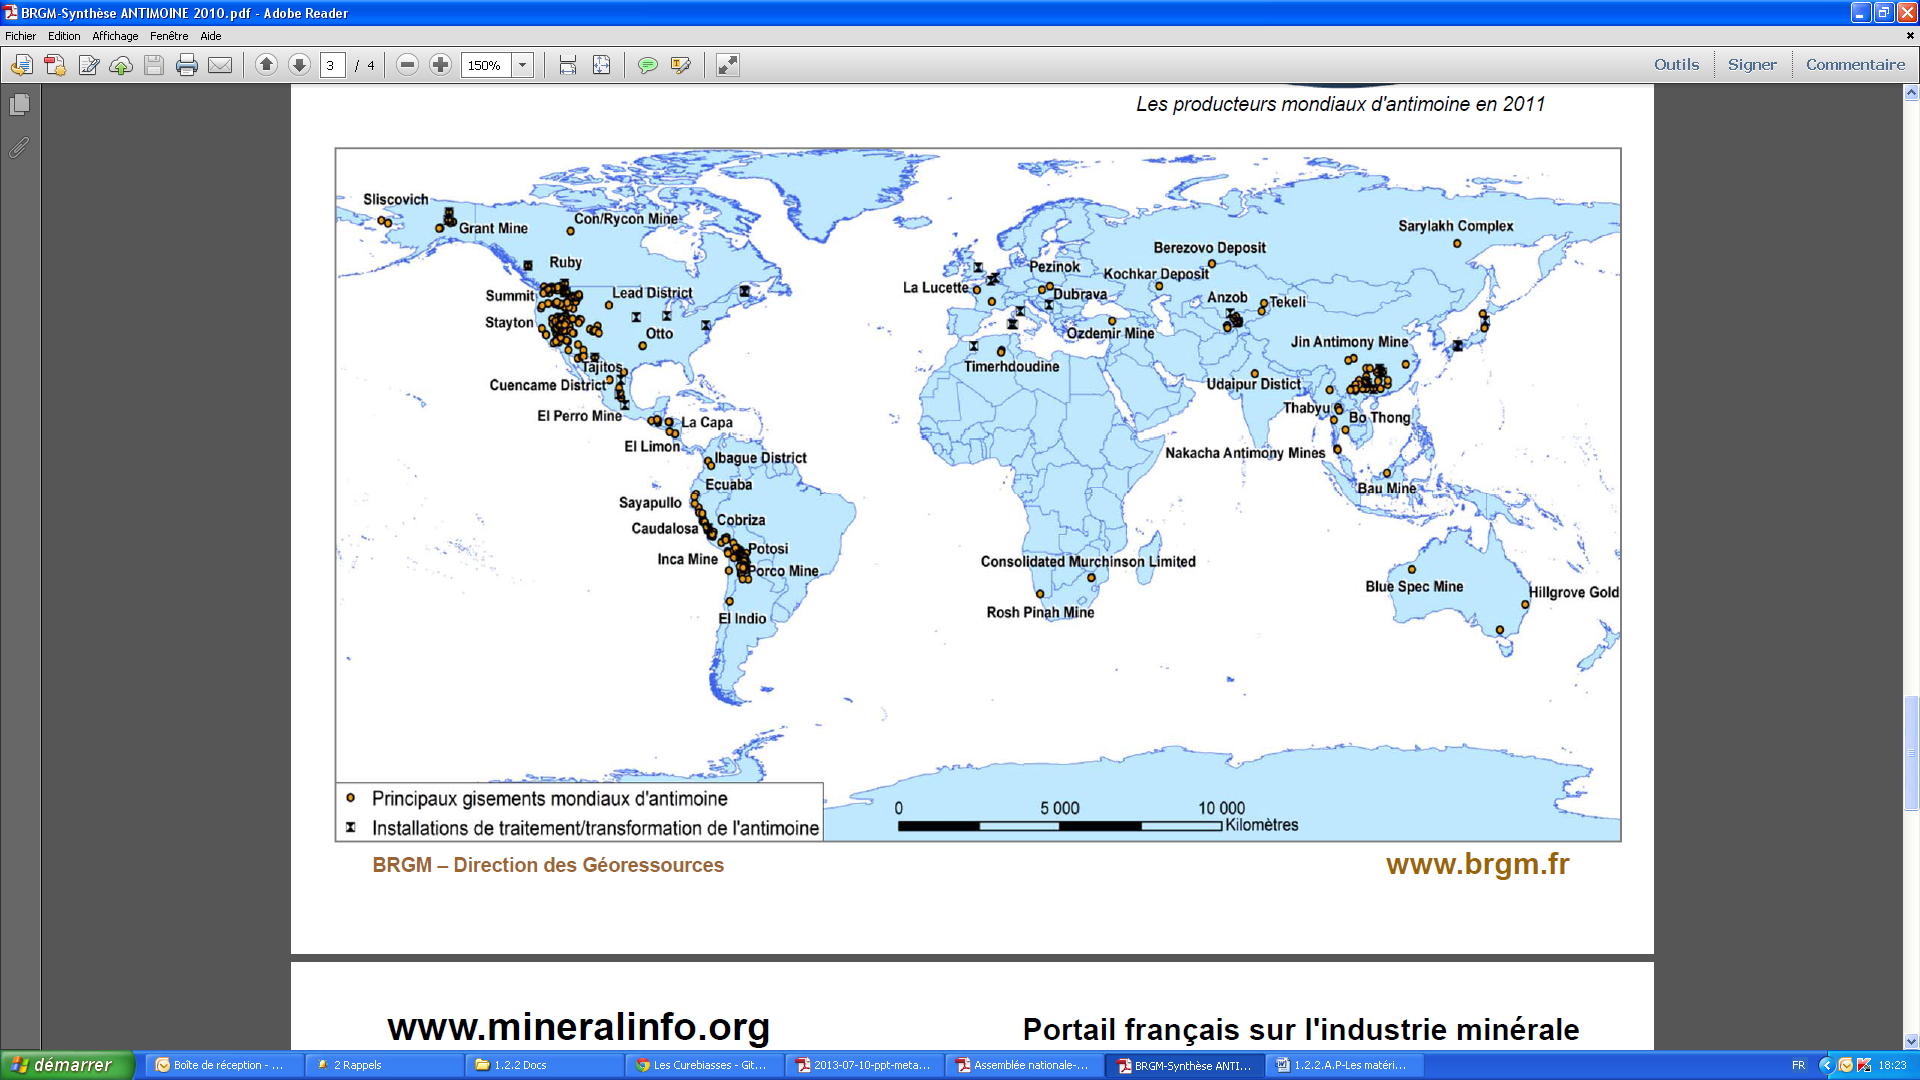 BRGM-Synthèse ANTIMOINE 2010.pdf - Adobe Reader
Fichier Edition Affichage Fenêtre Aide
3 / 4 150% Outils Signer Commentaire
Les producteurs mondiaux d'antimoine en 2011
Sliscovich
Grant Mine
Con/Rycon Mine
Sarylakh Complex
Berezovo Deposit
Ruby
Pezinok
Kochkar Deposit
La Lucette
Summit
Lead District
Dubrava
Anzob
Tekeli
Stayton
Otto
Ozdemir Mine
Jin Antimony Mine
Tajitos
Timerhdoudine
Cuencame District
Udaipur Distict
El Perro Mine
Thabyu
Bo Thong
La Capa
El Limon
Nakacha Antimony Mines
Ibague District
Ecuaba
Bau Mine
Sayapullo
Cobriza
Caudalosa
Potosi
Inca Mine
Porco Mine
Consolidated Murchinson Limited
Blue Spec Mine
Hillgrove Gold
Rosh Pinah Mine
El Indio
Principaux gisements mondiaux d'antimoine
Installations de traitement/transformation de l'antimoine
0 5 000 10 000
Kilomètres
BRGM – Direction des Géoressources
www.brgm.fr
www.mineralinfo.org
Portail français sur l'industrie minérale
démarrer Boîte de réception - ... 2 Rappels 1.2.2 Docs Les Curebiasses - Git... 2013-07-10-ppt-meta... Assemblée nationale-... BRGM-Synthèse ANTI... 1.2.2.A.P-Les matéri... FR 18:23